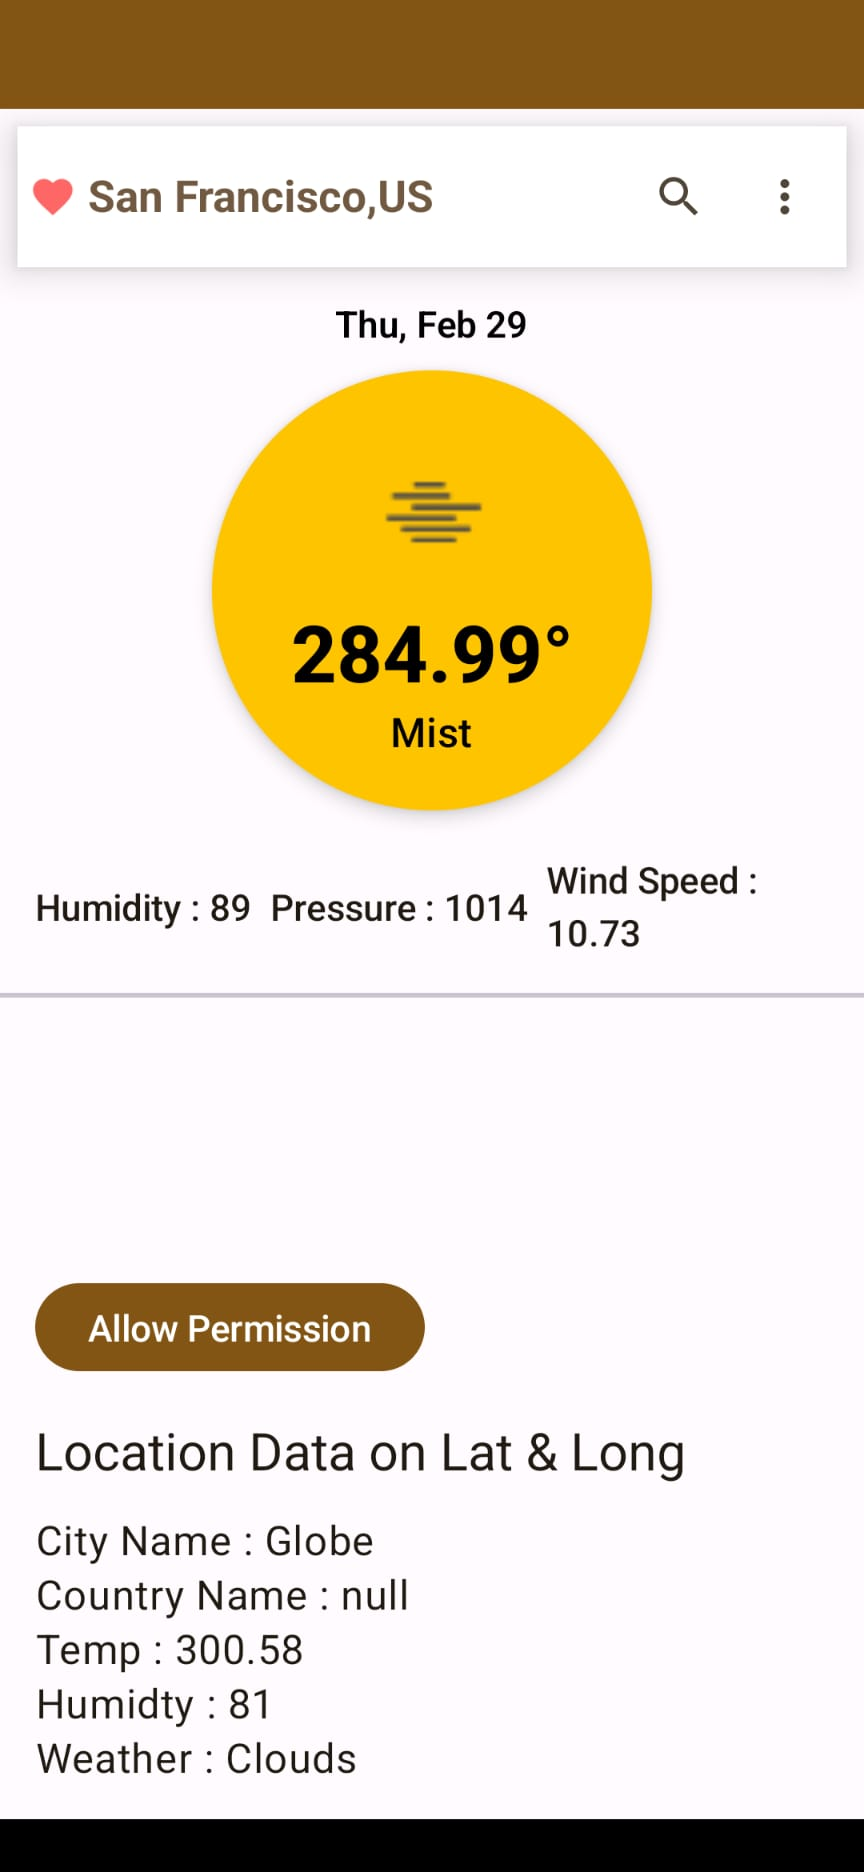 San Francisco,US
Thu, Feb 29
284.99°
Mist
Humidity : 89 Pressure : 1014 Wind Speed :
10.73
Allow Permission
Location Data on Lat & Long
City Name : Globe
Country Name : null
Temp : 300.58
Humidty : 81
Weather : Clouds